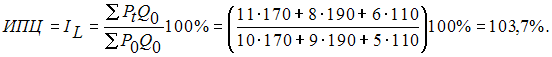 ИПЦ = I_L = ∑P_tQ_0 / ∑P_0Q_0 100% = (11·170 + 8·190 + 6·110 / 10·170 + 9·190 + 5·110) 100% = 103,7%.